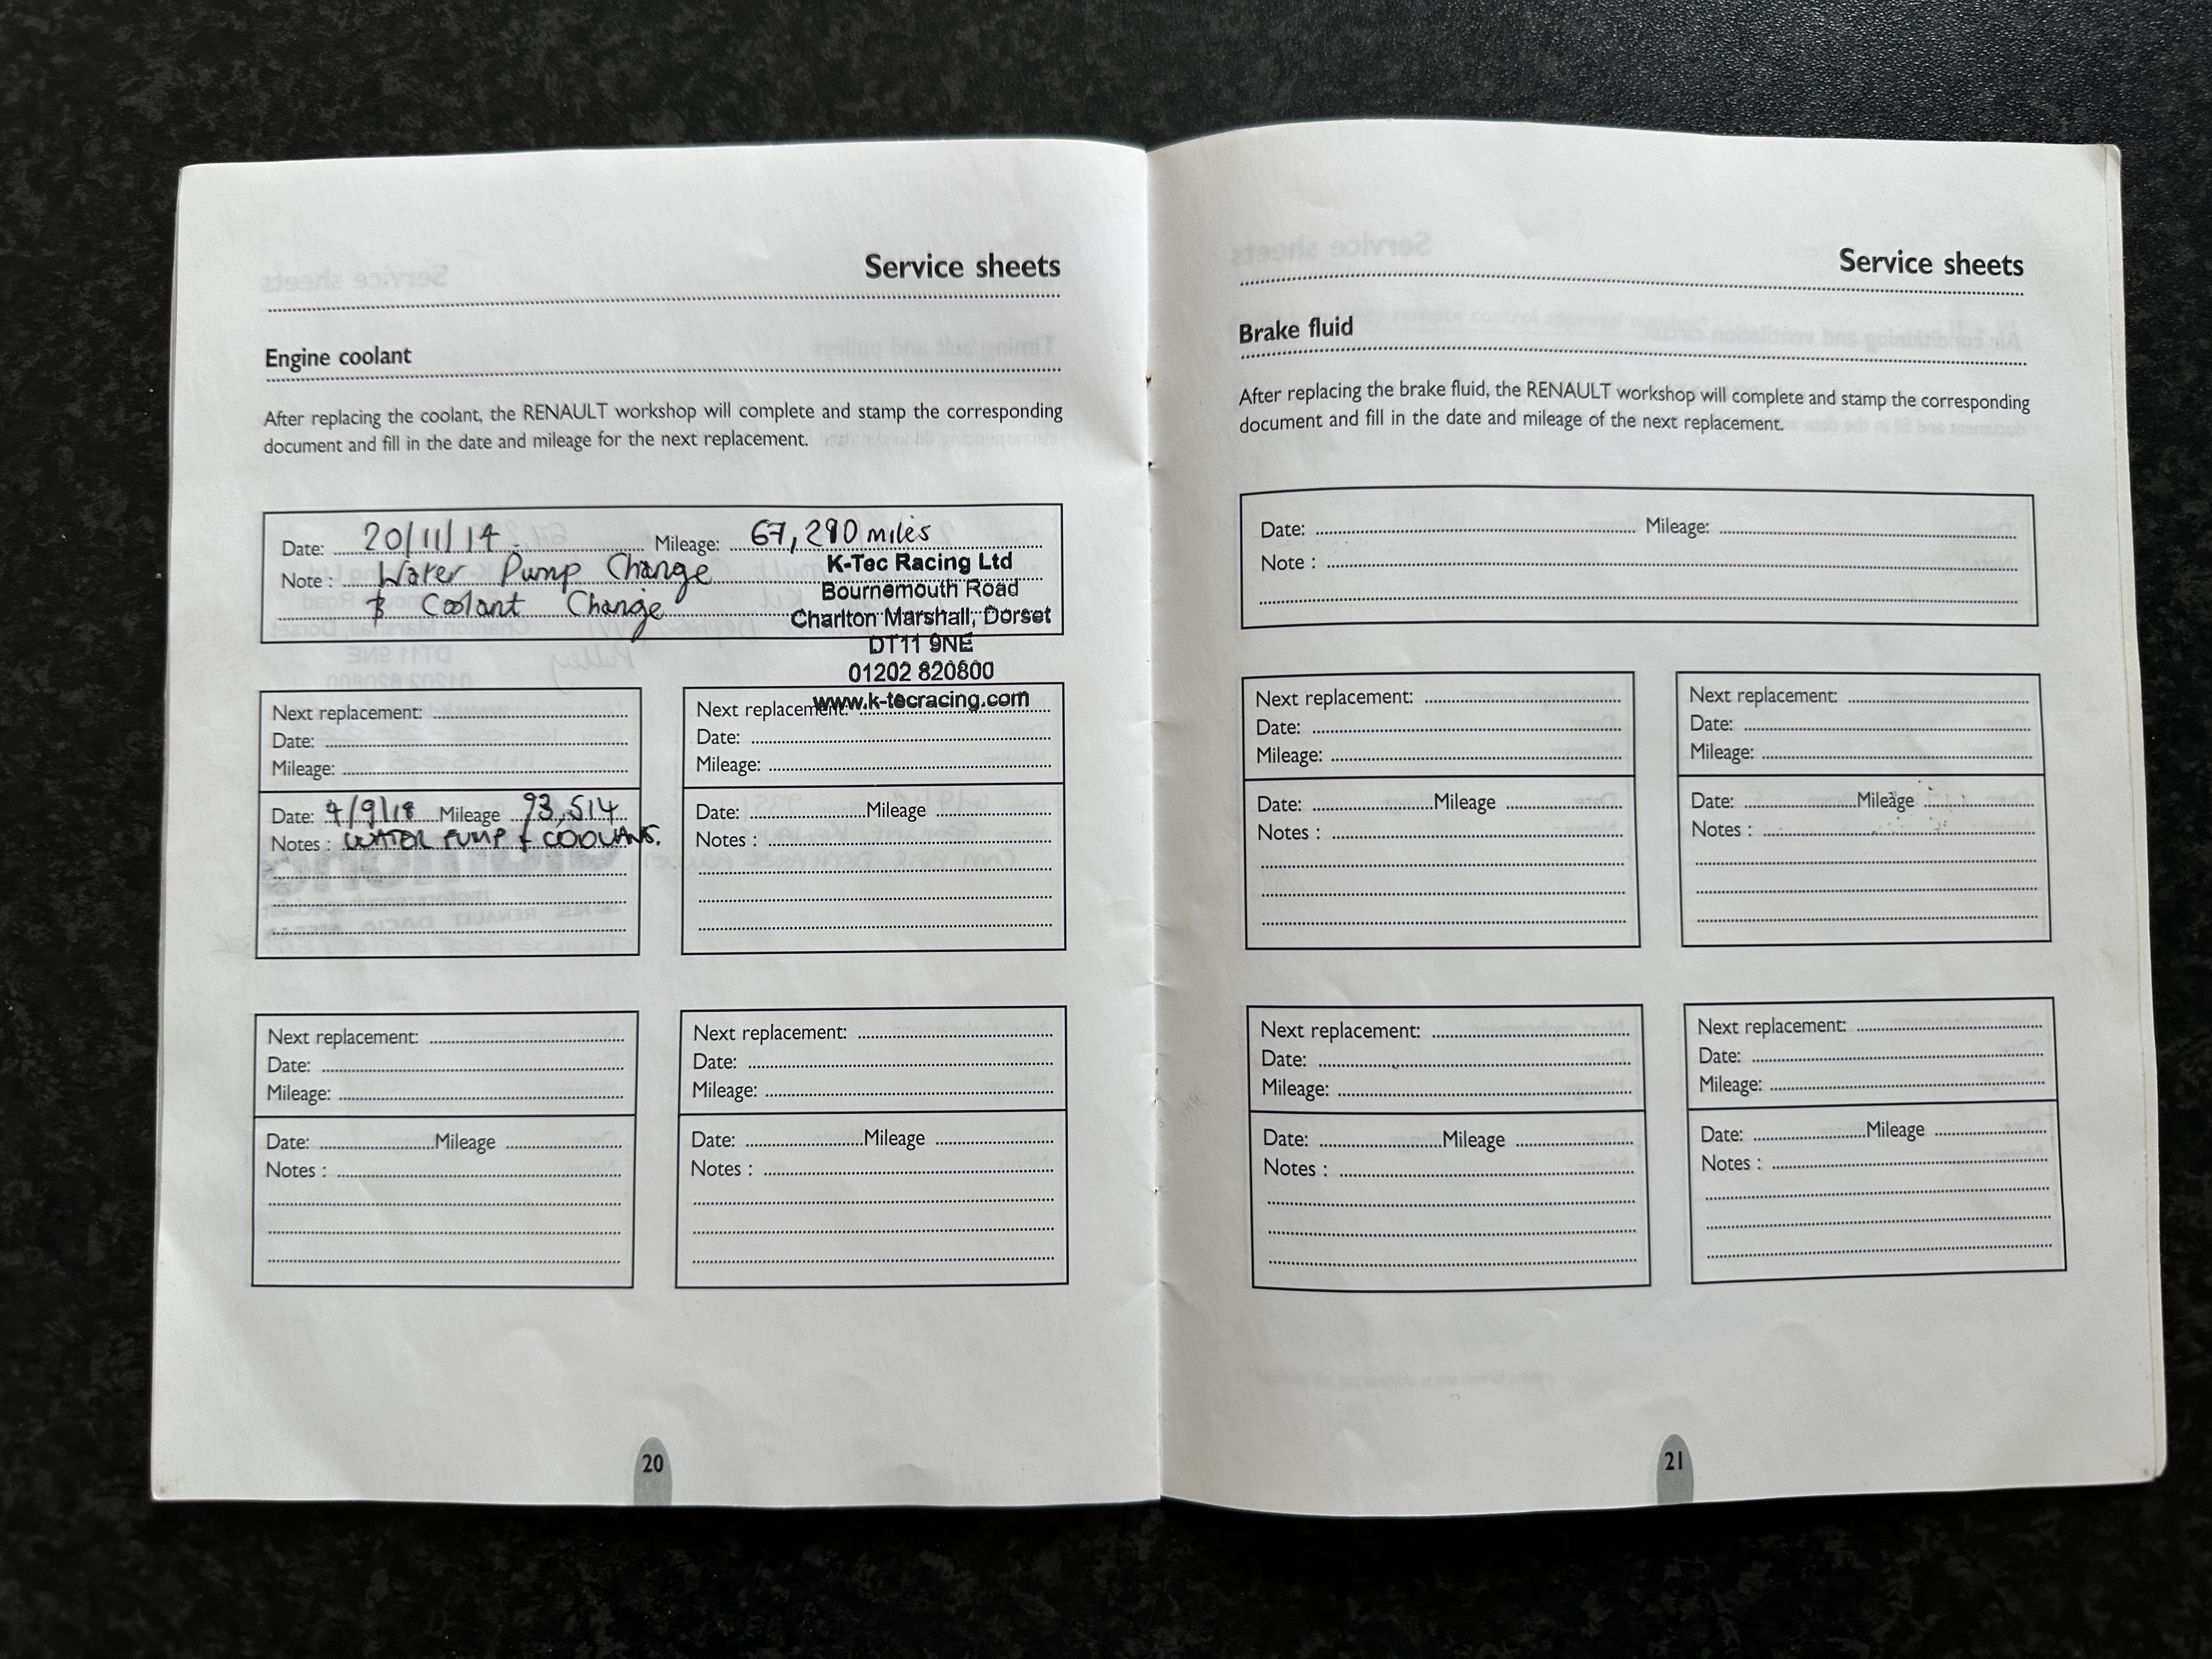 Service sheets
Engine coolant
After replacing the coolant, the RENAULT workshop will complete and stamp the corresponding
document and fill in the date and mileage for the next replacement.
Date: 20/11/14 Mileage: 67,290 miles
Note : Water Pump Change
& Coolant Change
K-Tec Racing Ltd
Bournemouth Road
Charlton Marshall, Dorset
DT11 9NE
01202 820800
www.k-tecracing.com
Next replacement:
Date:
Mileage:
Date: 4/9/18 Mileage 93,514
Notes : WATER PUMP & COOLANT.
Next replacement:
Date:
Mileage:
Date: Mileage
Notes :
Next replacement:
Date:
Mileage:
Date: Mileage
Notes :
Next replacement:
Date:
Mileage:
Date: Mileage
Notes :
20
Service sheets
Brake fluid
After replacing the brake fluid, the RENAULT workshop will complete and stamp the corresponding
document and fill in the date and mileage of the next replacement.
Date: Mileage:
Note :
Next replacement:
Date:
Mileage:
Date: Mileage
Notes :
Next replacement:
Date:
Mileage:
Date: Mileage
Notes :
Next replacement:
Date:
Mileage:
Date: Mileage
Notes :
Next replacement:
Date:
Mileage:
Date: Mileage
Notes :
21